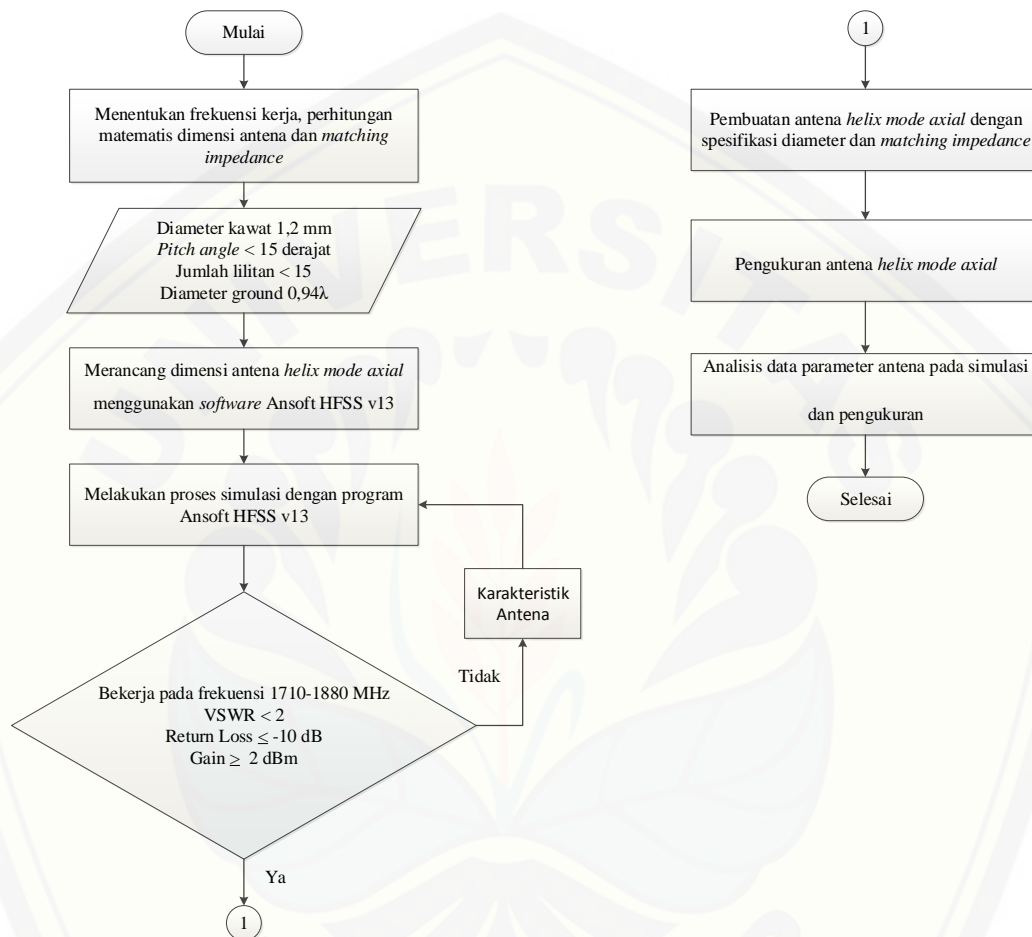 Mulai
Menentukan frekuensi kerja, perhitungan
matematis dimensi antena dan matching
impedance
Diameter kawat 1,2 mm
Pitch angle < 15 derajat
Jumlah lilitan < 15
Diameter ground 0,94λ
Merancang dimensi antena helix mode axial
menggunakan software Ansoft HFSS v13
Melakukan proses simulasi dengan program
Ansoft HFSS v13
Karakteristik
Antena
Tidak
Bekerja pada frekuensi 1710-1880 MHz
VSWR < 2
Return Loss ≤ -10 dB
Gain ≥ 2 dBm
Ya
1
1
Pembuatan antena helix mode axial dengan
spesifikasi diameter dan matching impedance
Pengukuran antena helix mode axial
Analisis data parameter antena pada simulasi
dan pengukuran
Selesai
UNIVERSITAS